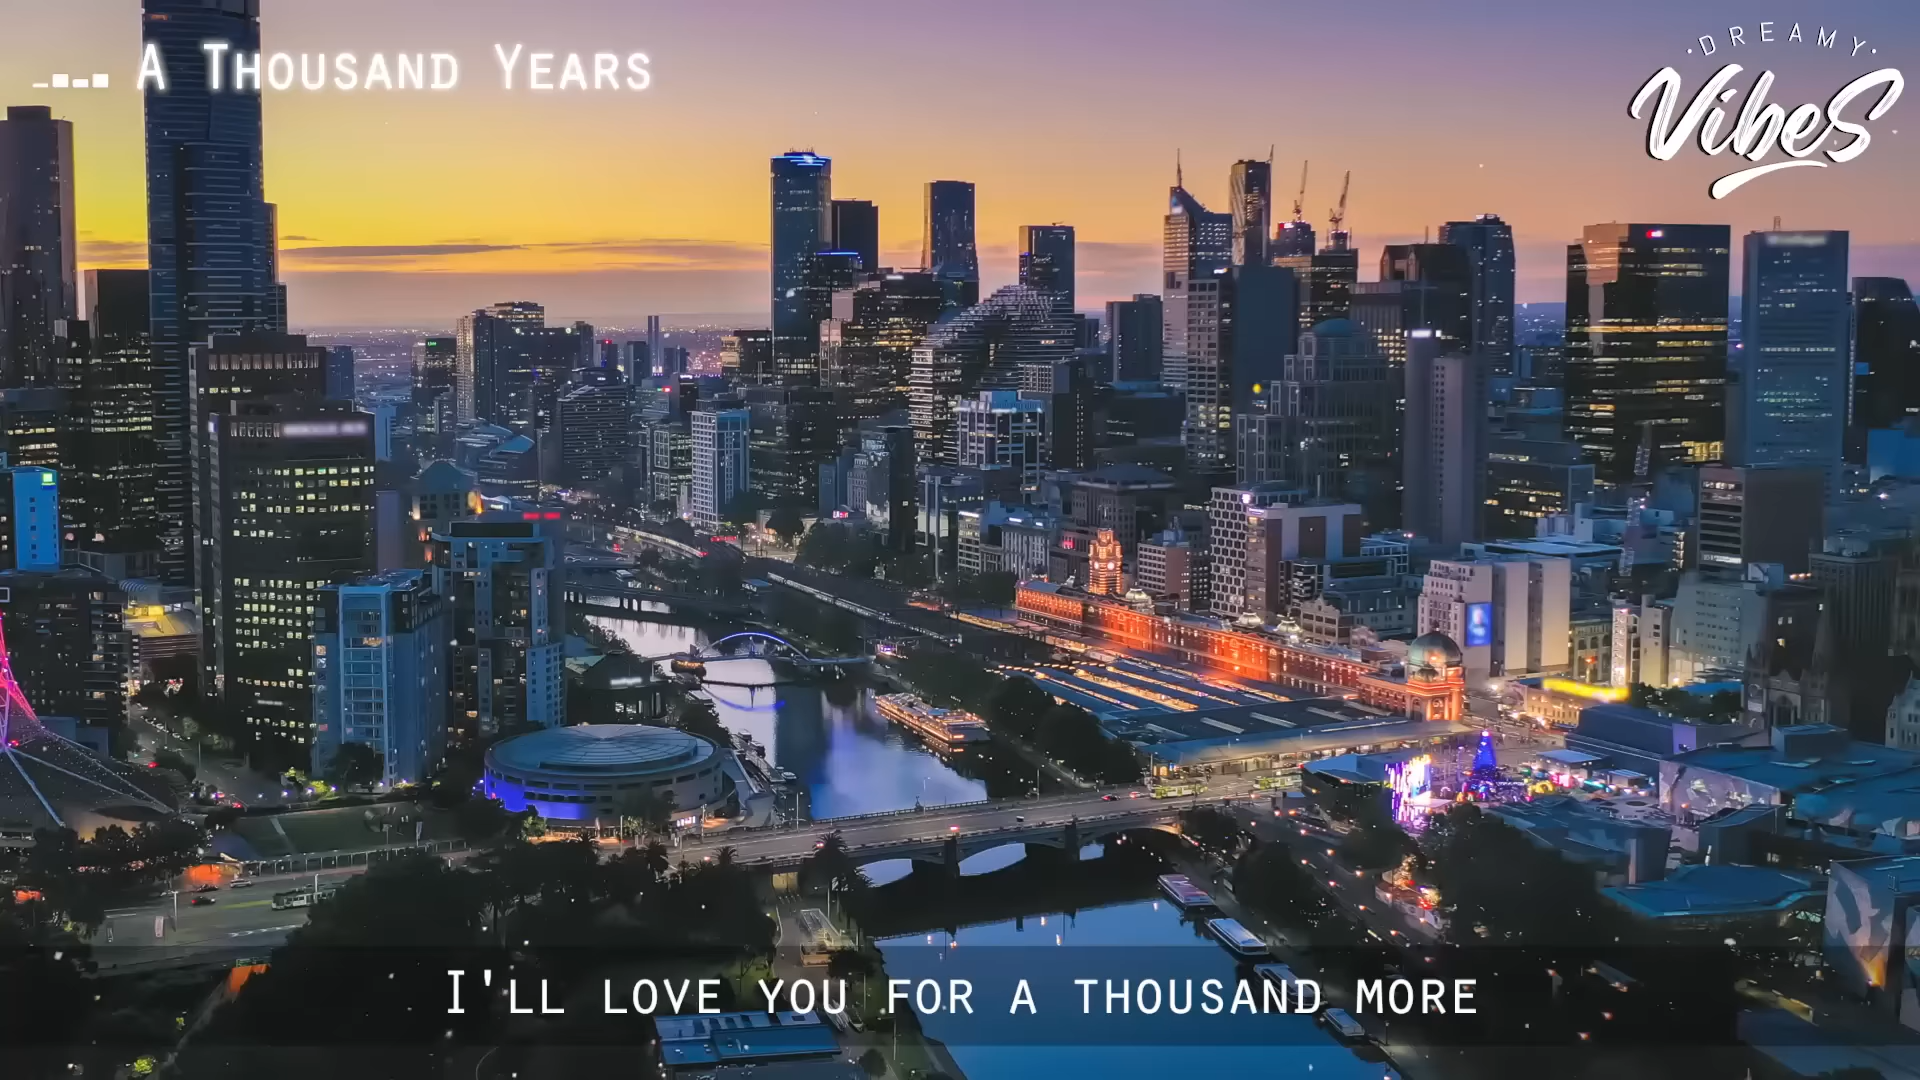 A Thousand Years
·DREAMY·
Vibes
I'LL LOVE YOU FOR A THOUSAND MORE